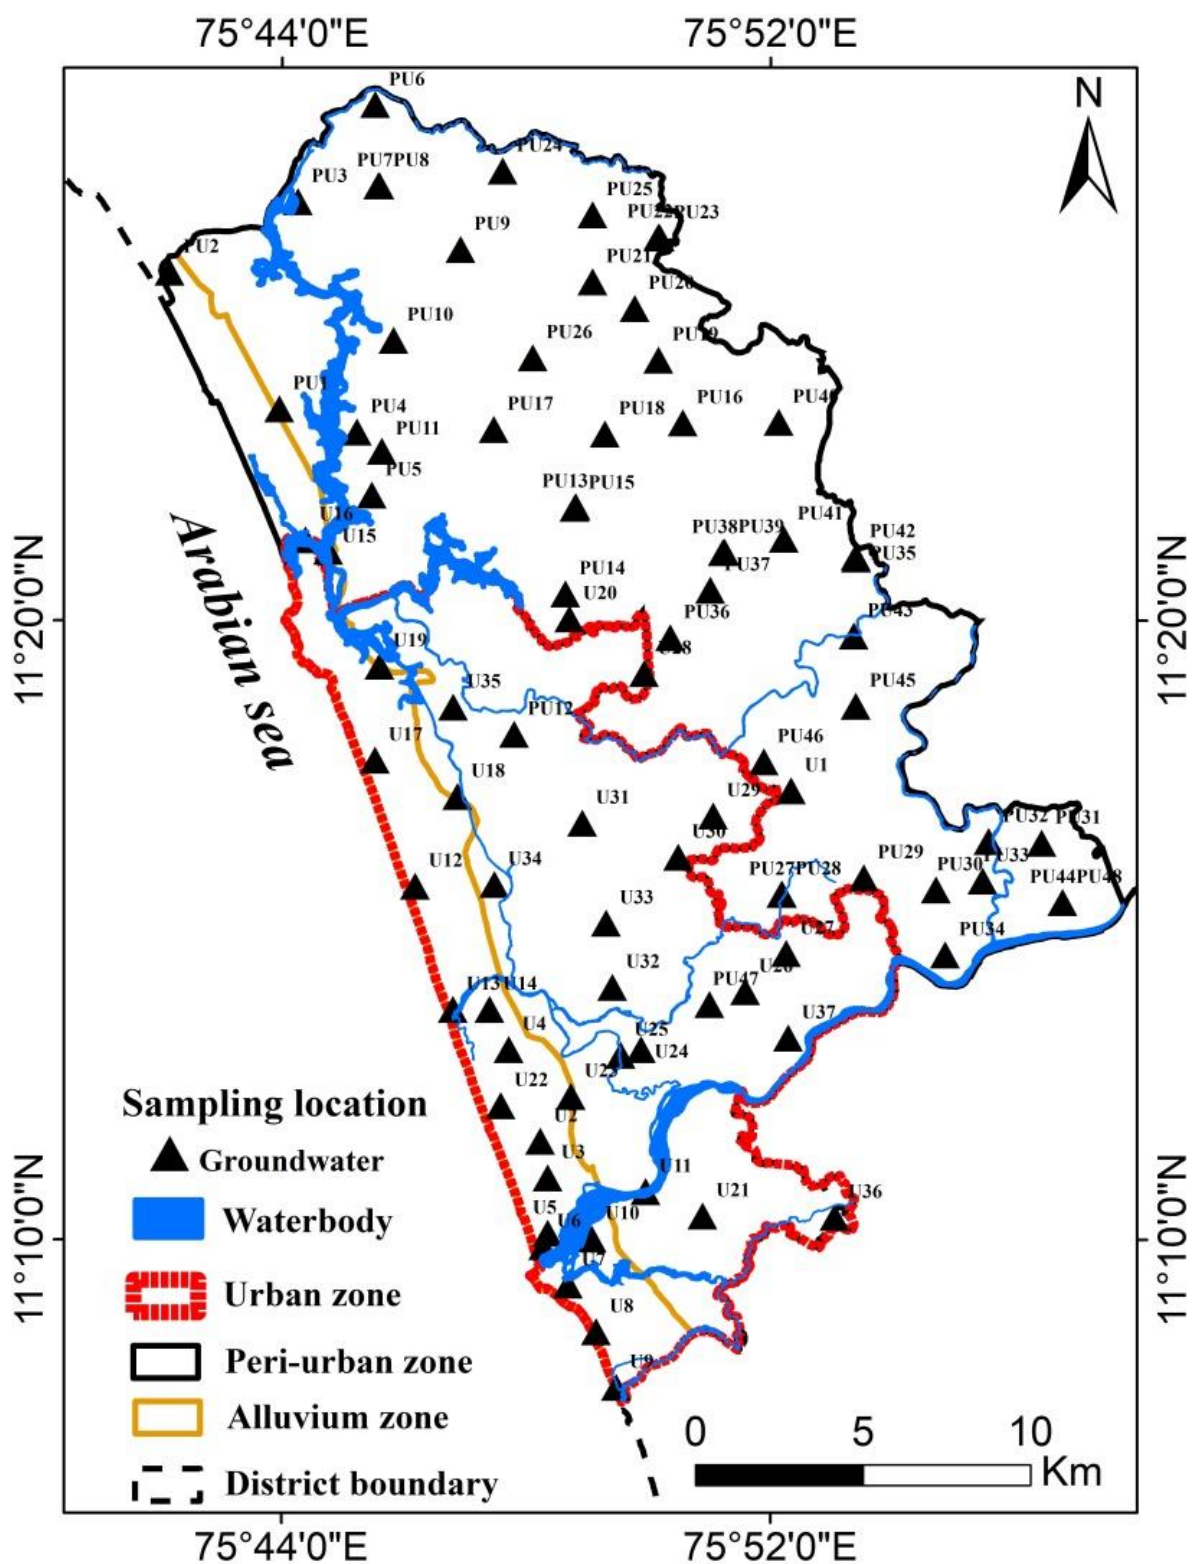 75°44'0"E 75°52'0"E
N
PU6
PU24
PU7PU8
PU3
PU25
PU22PU23
PU9
PU2
PU21
PU20
PU10
PU26
PU19
PU1
PU4
PU17
PU18
PU16
PU40
PU11
PU5
PU13PU15
U16
U15
PU38PU39
PU41
PU42
PU35
PU37
PU14
U20
PU36
PU43
11°20'0"N
11°20'0"N
Arabian sea
U19
U28
U35
PU12
PU45
U17
U18
PU46
U1
U31
U29
U30
PU32
PU31
U12
U34
PU27PU28
PU29
PU30
PU33
PU44PU48
U33
U27
PU34
U32
U26
PU47
U13
U14
U4
U37
U25
U24
U23
U22
U2
U3
U11
U21
U36
U5
U6
U10
U7
U8
U9
11°10'0"N
11°10'0"N
Sampling location
Groundwater
Waterbody
Urban zone
Peri-urban zone
Alluvium zone
District boundary
0 5 10
Km
75°44'0"E 75°52'0"E